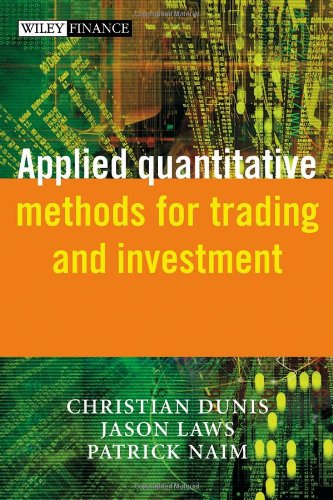 WILEY FINANCE
Applied quantitative
methods for trading
and investment
CHRISTIAN DUNIS
JASON LAWS
PATRICK NAIM